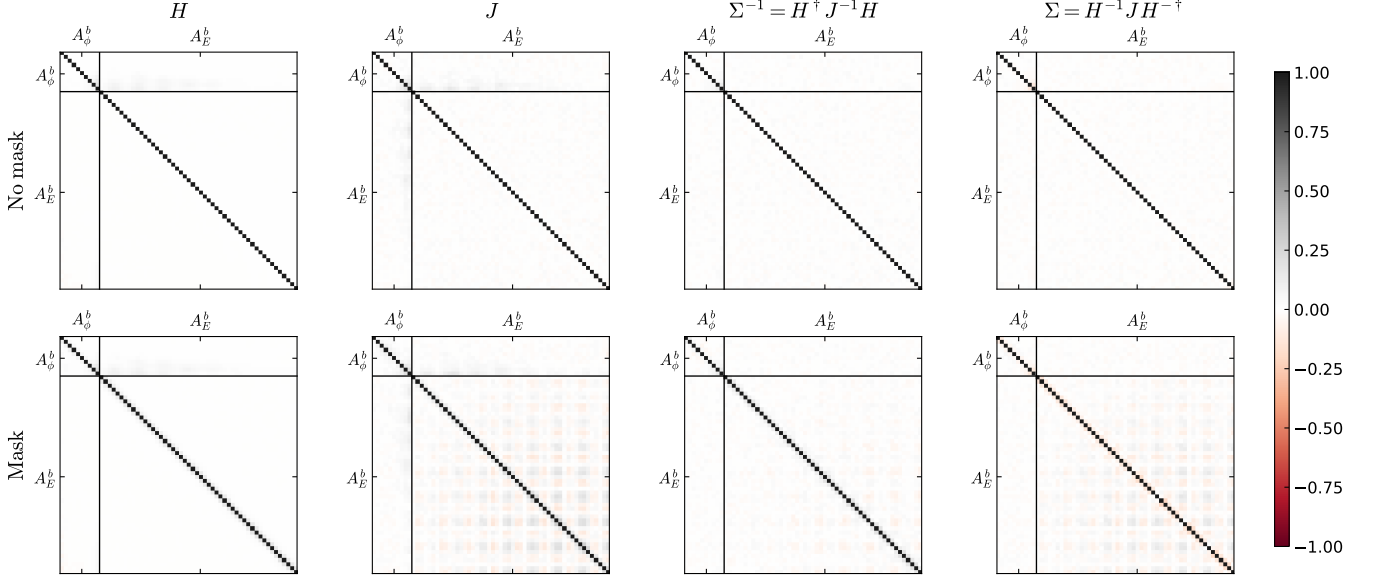 H J Σ⁻¹ = H† J⁻¹ H Σ = H⁻¹ J H⁻†
A_ϕ^b A_E^b A_ϕ^b A_E^b A_ϕ^b A_E^b A_ϕ^b A_E^b
A_ϕ^b A_ϕ^b A_ϕ^b A_ϕ^b
No mask
A_E^b A_E^b A_E^b A_E^b
A_ϕ^b A_E^b A_ϕ^b A_E^b A_ϕ^b A_E^b A_ϕ^b A_E^b
A_ϕ^b A_ϕ^b A_ϕ^b A_ϕ^b
Mask
A_E^b A_E^b A_E^b A_E^b
1.00
0.75
0.50
0.25
0.00
−0.25
−0.50
−0.75
−1.00